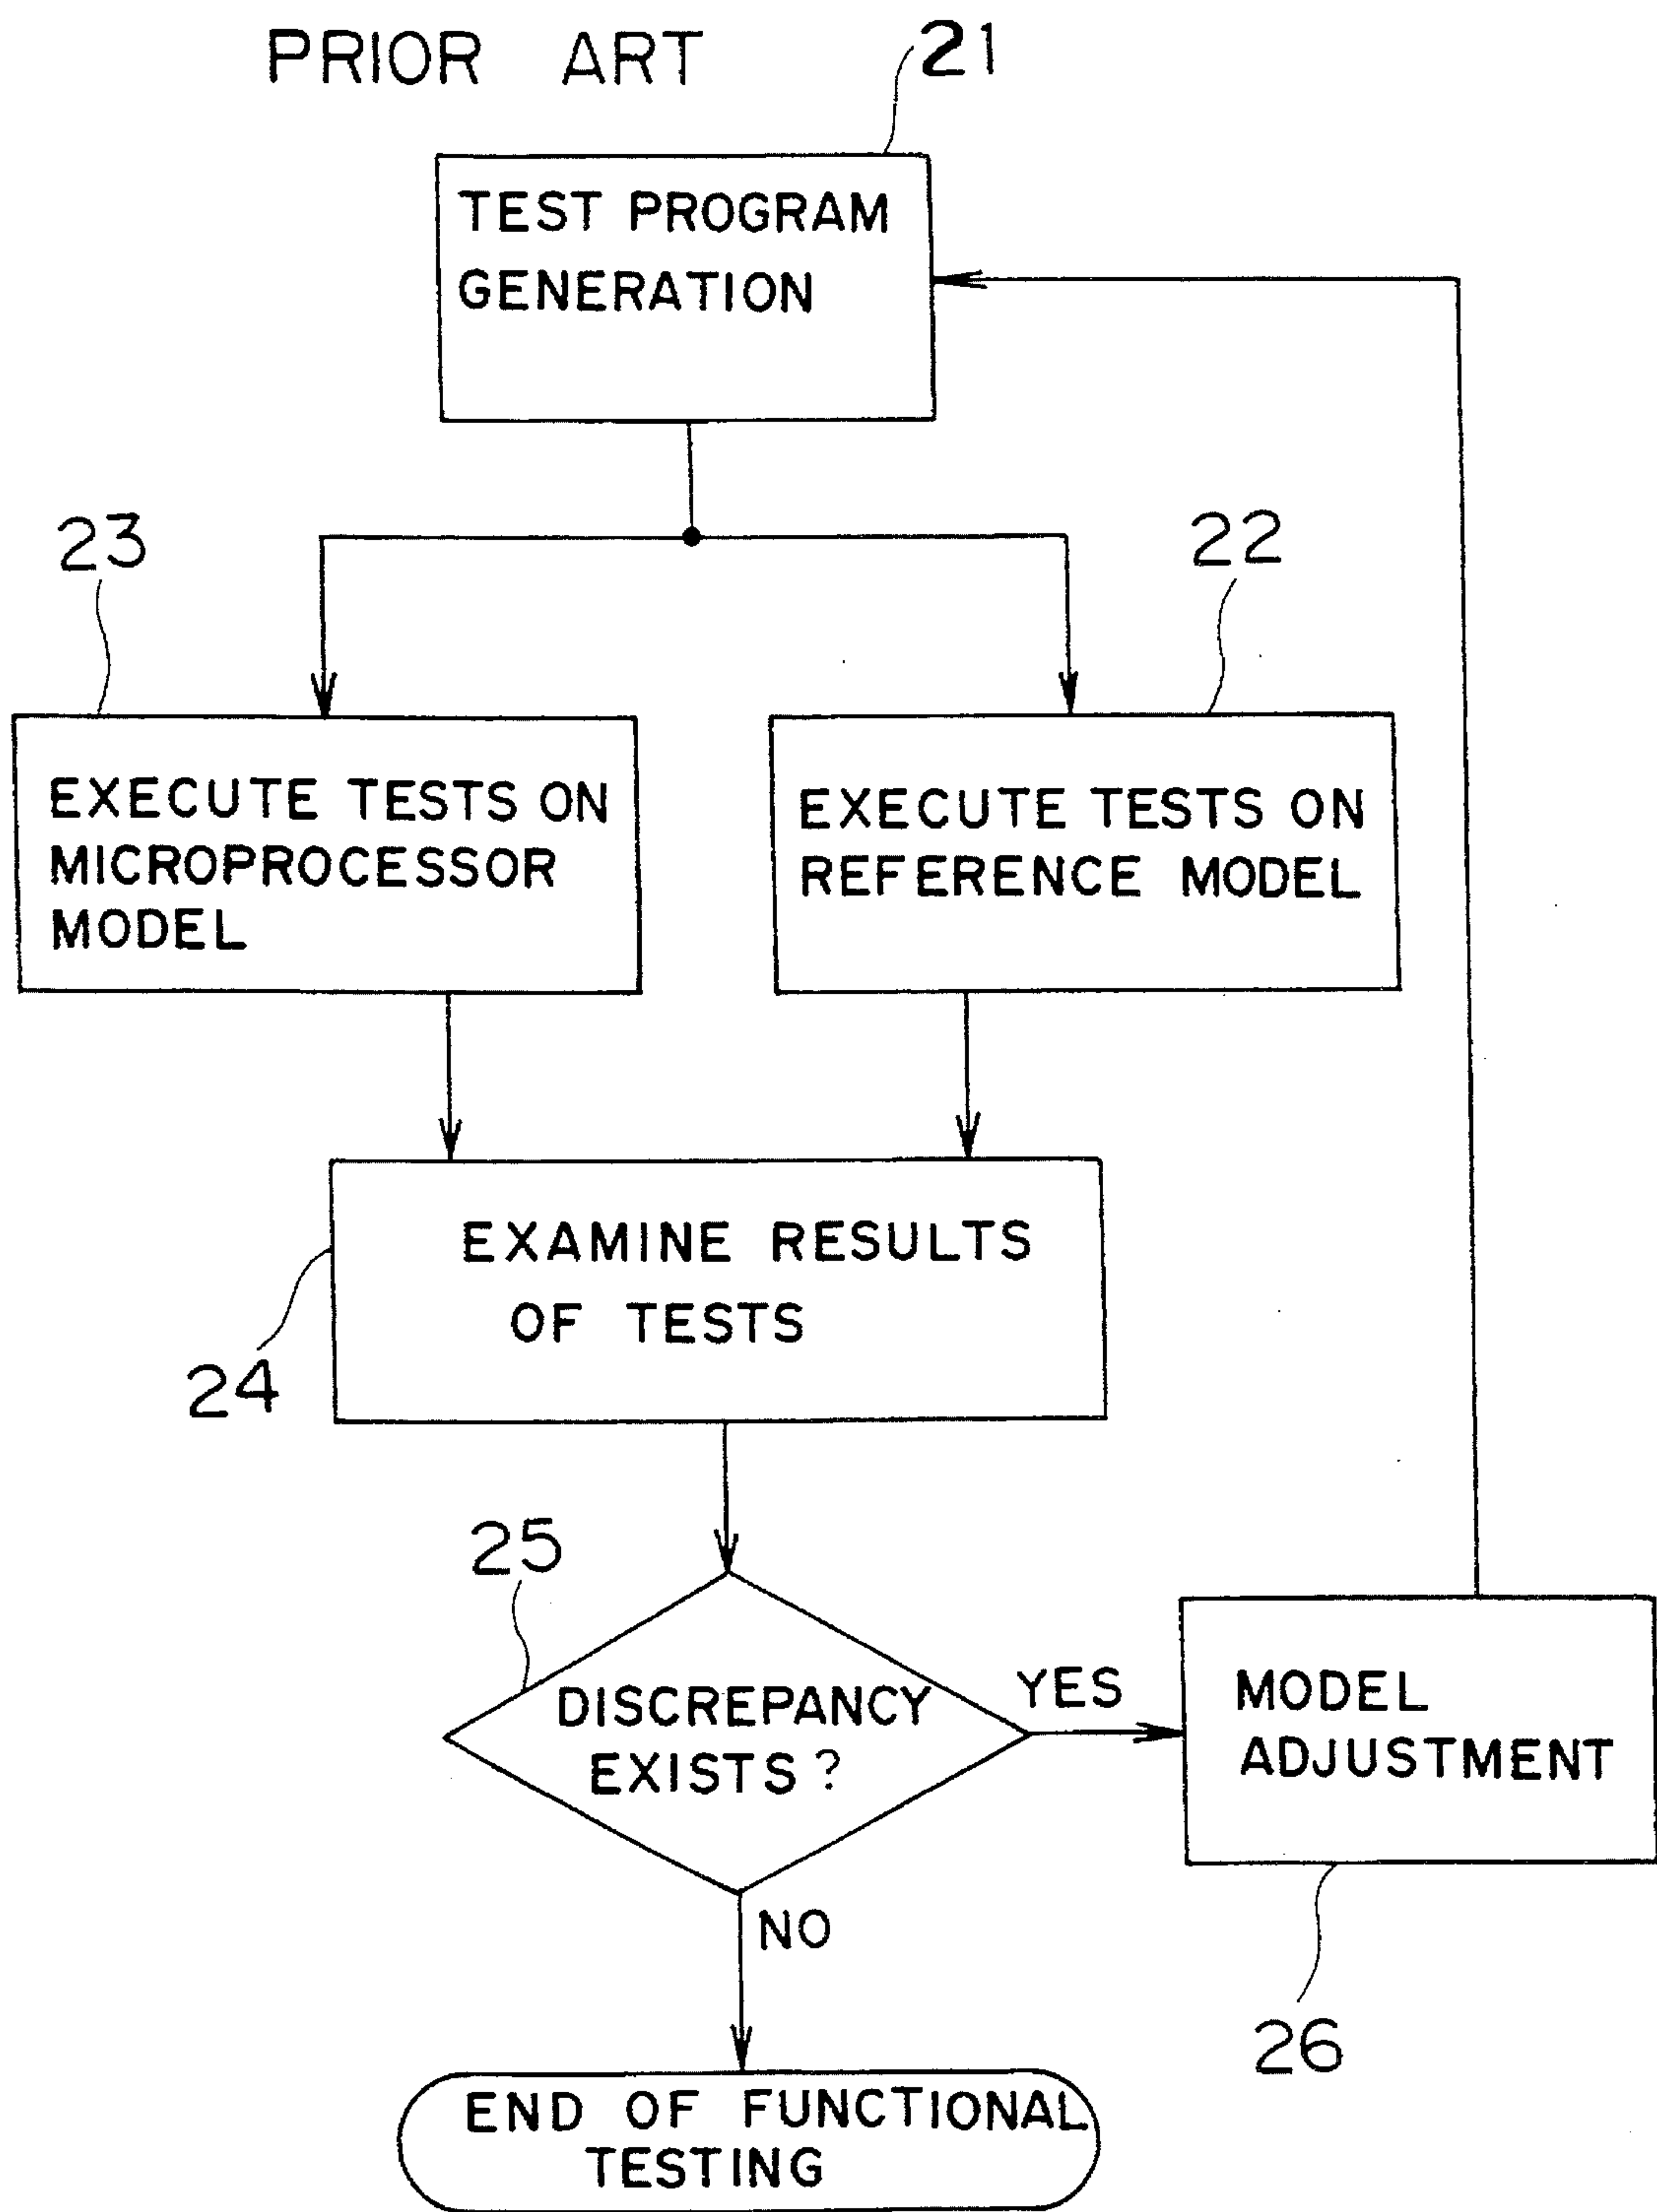 PRIOR ART
21
TEST PROGRAM
GENERATION
23
22
EXECUTE TESTS ON
MICROPROCESSOR
MODEL
EXECUTE TESTS ON
REFERENCE MODEL
EXAMINE RESULTS
OF TESTS
24
25
DISCREPANCY
EXISTS?
YES
MODEL
ADJUSTMENT
NO
26
END OF FUNCTIONAL
TESTING